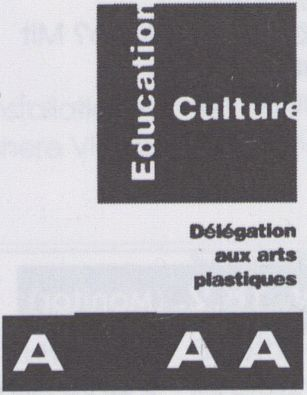 Education
Culture
Délégation
aux arts
plastiques
A A A